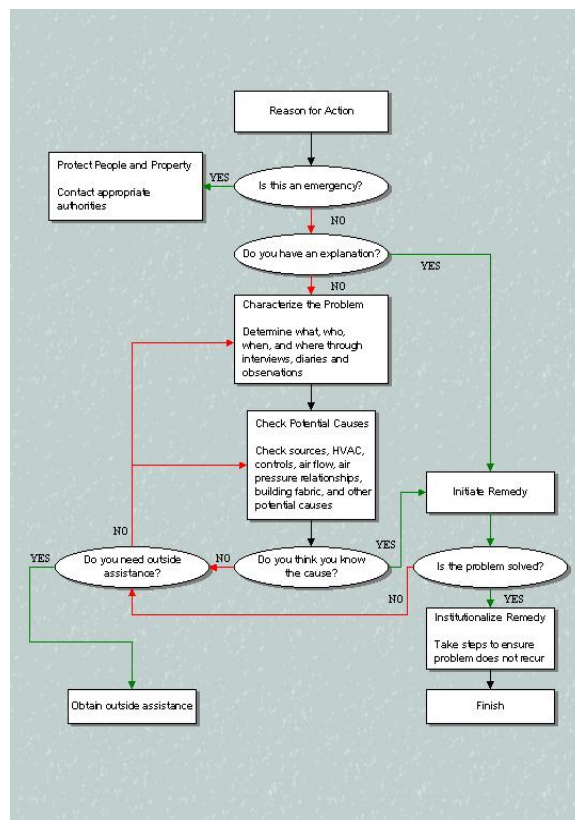 Reason for Action
Protect People and Property
Contact appropriate
authorities
YES
Is this an emergency?
NO
Do you have an explanation?
YES
NO
Characterize the Problem
Determine what, who,
when, and where through
interviews, diaries and
observations
Check Potential Causes
Check sources, HVAC,
controls, air flow, air
pressure relationships,
building fabric, and other
potential causes
Initiate Remedy
NO
YES
Do you need outside
assistance?
NO
Do you think you know
the cause?
YES
Is the problem solved?
NO
YES
Institutionalize Remedy
Take steps to ensure
problem does not recur
Obtain outside assistance
Finish